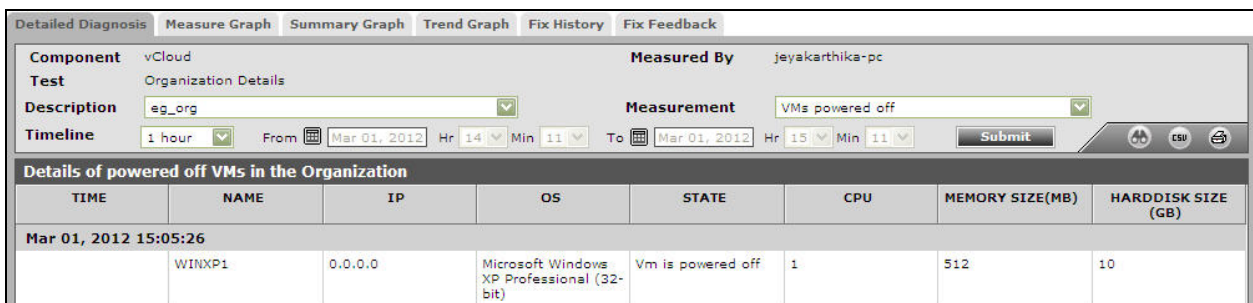 Detailed Diagnosis Measure Graph Summary Graph Trend Graph Fix History Fix Feedback
Component vCloud Measured By jeyakarthika-pc
Test Organization Details
Description eg_org Measurement VMs powered off
Timeline 1 hour From Mar 01, 2012 Hr 14 Min 11 To Mar 01, 2012 Hr 15 Min 11 Submit CSV
Details of powered off VMs in the Organization
TIME NAME IP OS STATE CPU MEMORY SIZE(MB) HARDDISK SIZE
(GB)
Mar 01, 2012 15:05:26
WINXP1 0.0.0.0 Microsoft Windows Vm is powered off 1 512 10
XP Professional (32-
bit)